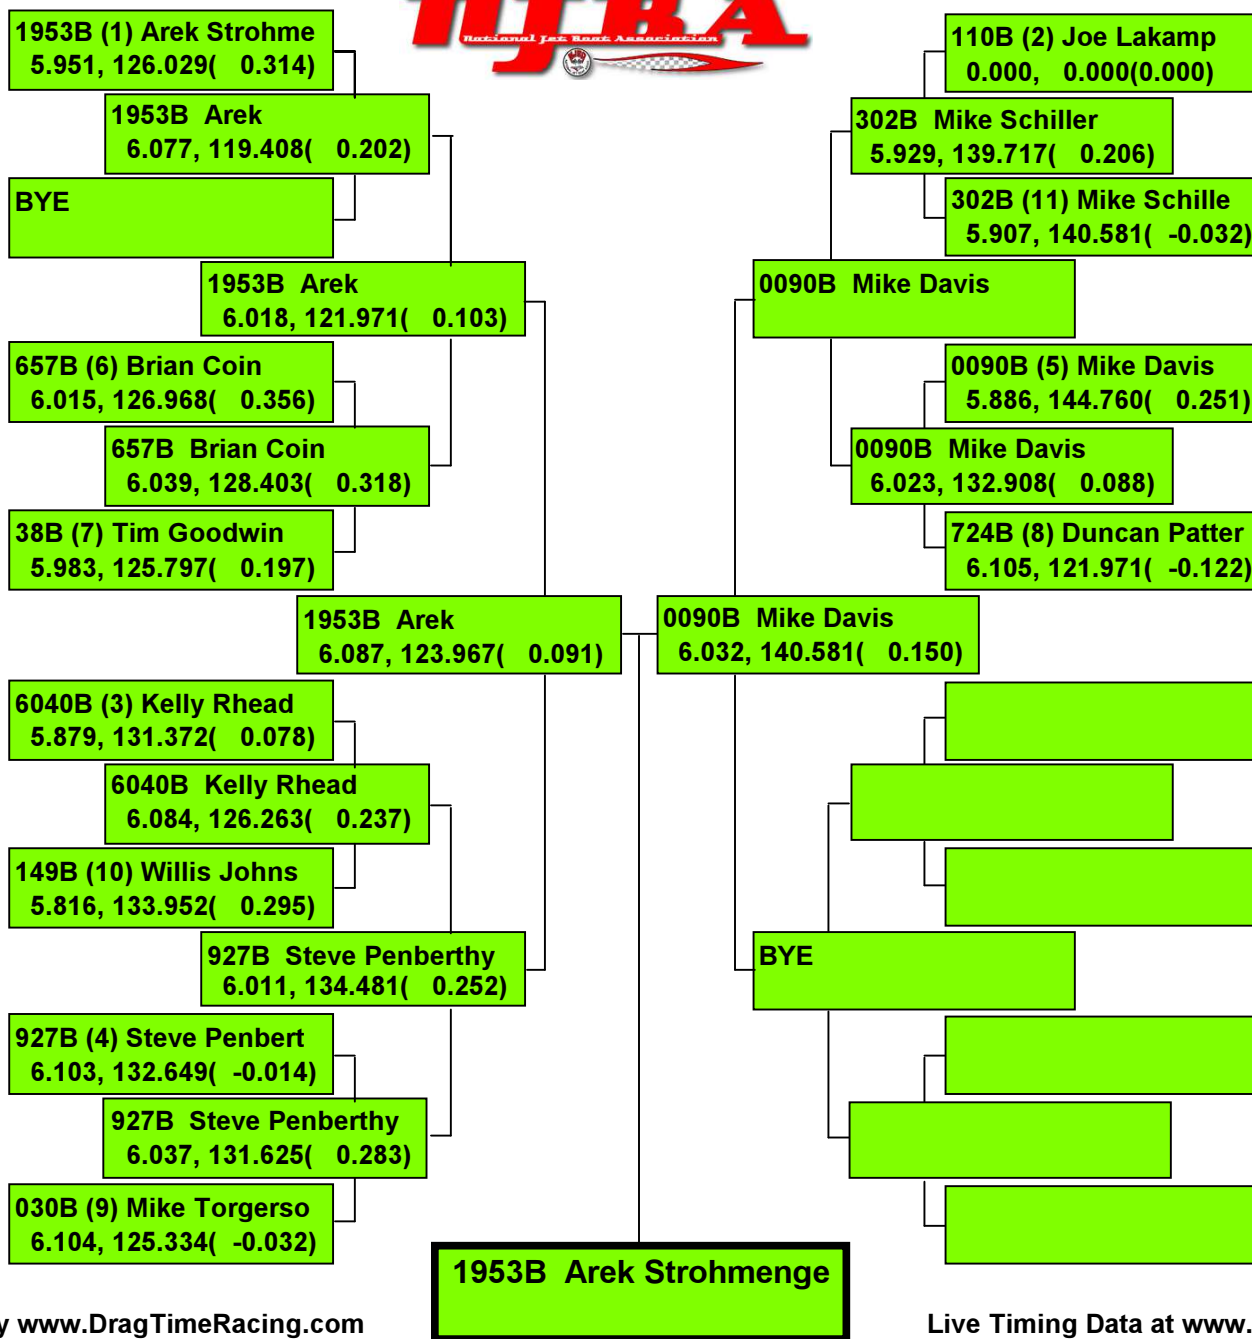 NJBA
National Jet Boat Association
1953B (1) Arek Strohme
5.951, 126.029( 0.314)
1953B Arek
6.077, 119.408( 0.202)
BYE
1953B Arek
6.018, 121.971( 0.103)
657B (6) Brian Coin
6.015, 126.968( 0.356)
657B Brian Coin
6.039, 128.403( 0.318)
38B (7) Tim Goodwin
5.983, 125.797( 0.197)
1953B Arek
6.087, 123.967( 0.091)
6040B (3) Kelly Rhead
5.879, 131.372( 0.078)
6040B Kelly Rhead
6.084, 126.263( 0.237)
149B (10) Willis Johns
5.816, 133.952( 0.295)
927B Steve Penberthy
6.011, 134.481( 0.252)
927B (4) Steve Penbert
6.103, 132.649( -0.014)
927B Steve Penberthy
6.037, 131.625( 0.283)
030B (9) Mike Torgerso
6.104, 125.334( -0.032)
110B (2) Joe Lakamp
0.000, 0.000(0.000)
302B Mike Schiller
5.929, 139.717( 0.206)
302B (11) Mike Schille
5.907, 140.581( -0.032)
0090B Mike Davis
0090B (5) Mike Davis
5.886, 144.760( 0.251)
0090B Mike Davis
6.023, 132.908( 0.088)
724B (8) Duncan Patter
6.105, 121.971( -0.122)
0090B Mike Davis
6.032, 140.581( 0.150)
BYE
1953B Arek Strohmenge
y www.DragTimeRacing.com
Live Timing Data at www.